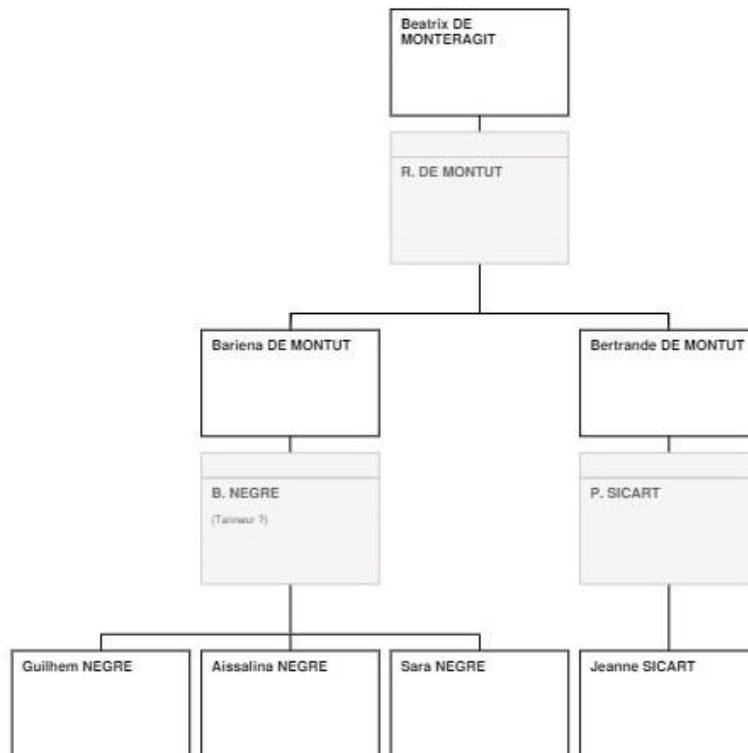 Beatrix DE
MONTERAGIT
R. DE MONTUT
Bariena DE MONTUT
Bertrande DE MONTUT
B. NEGRE
(Tanneur ?)
P. SICART
Guilhem NEGRE
Aissalina NEGRE
Sara NEGRE
Jeanne SICART